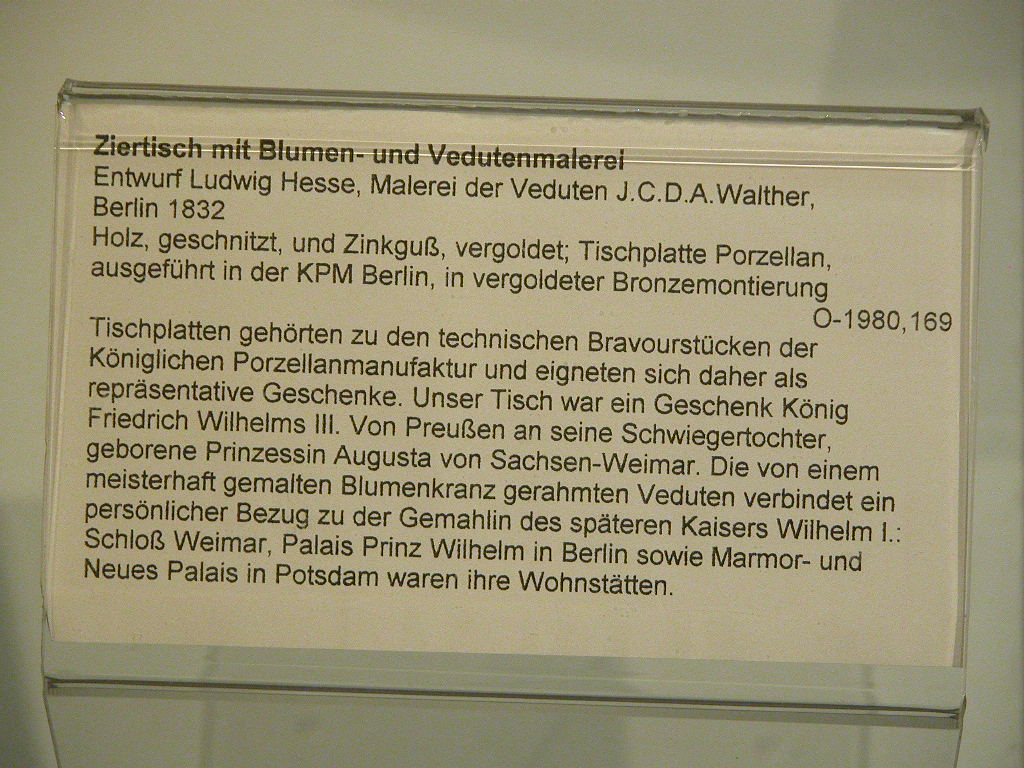 Ziertisch mit Blumen- und Vedutenmalerei
Entwurf Ludwig Hesse, Malerei der Veduten J.C.D.A.Walther,
Berlin 1832
Holz, geschnitzt, und Zinkguß, vergoldet; Tischplatte Porzellan,
ausgeführt in der KPM Berlin, in vergoldeter Bronzemontierung
O-1980,169
Tischplatten gehörten zu den technischen Bravourstücken der
Königlichen Porzellanmanufaktur und eigneten sich daher als
repräsentative Geschenke. Unser Tisch war ein Geschenk König
Friedrich Wilhelms III. Von Preußen an seine Schwiegertochter,
geborene Prinzessin Augusta von Sachsen-Weimar. Die von einem
meisterhaft gemalten Blumenkranz gerahmten Veduten verbindet ein
persönlicher Bezug zu der Gemahlin des späteren Kaisers Wilhelm I.:
Schloß Weimar, Palais Prinz Wilhelm in Berlin sowie Marmor- und
Neues Palais in Potsdam waren ihre Wohnstätten.